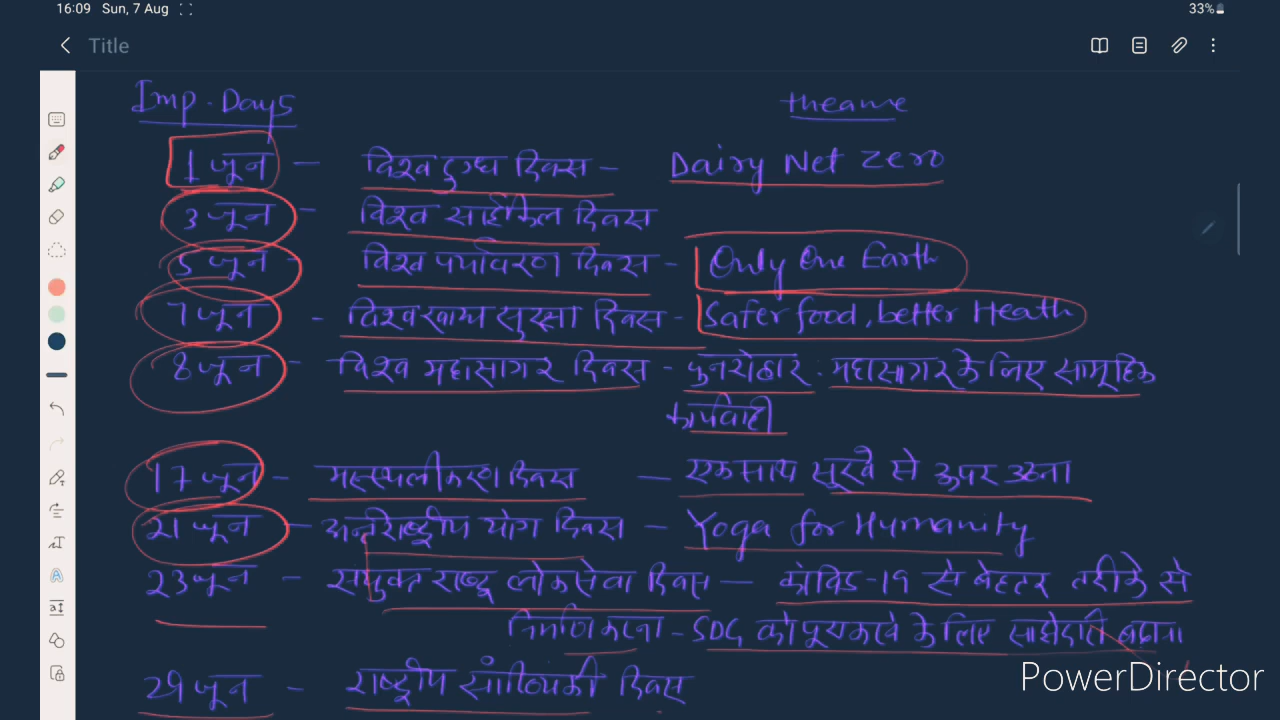 16:09 Sun, 7 Aug 33%
Title
Imp. Days theame
1 जून — विश्व दुग्ध दिवस — Dairy Net Zero
3 जून — विश्व साईकिल दिवस
5 जून — विश्व पर्यावरण दिवस — Only One Earth
7 जून — विश्व खाद्य सुरक्षा दिवस — Safer food, better Heath
8 जून — विश्व महासागर दिवस — पुनरोद्धार : महासागर के लिए सामूहिक
कार्यवाही
17 जून — मरुस्थलीकरण दिवस — एकसाथ सुखे से ऊपर उठना
21 जून — अन्तर्राष्ट्रीय योग दिवस — Yoga for Humanity
23 जून — संयुक्त राष्ट्र लोकसेवा दिवस — कोविड-19 से बेहतर तरीके से
निर्माण करना - SDG को पूरा करने के लिए साझेदारी बढ़ाना
29 जून — राष्ट्रीय सांख्यिकी दिवस
PowerDirector